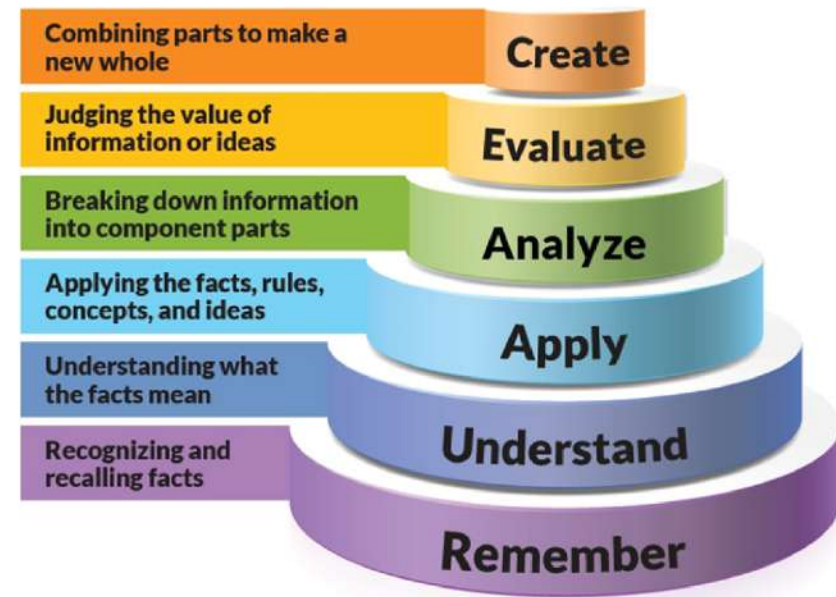 Combining parts to make a
new whole
Create
Judging the value of
information or ideas
Evaluate
Breaking down information
into component parts
Analyze
Applying the facts, rules,
concepts, and ideas
Apply
Understanding what
the facts mean
Understand
Recognizing and
recalling facts
Remember